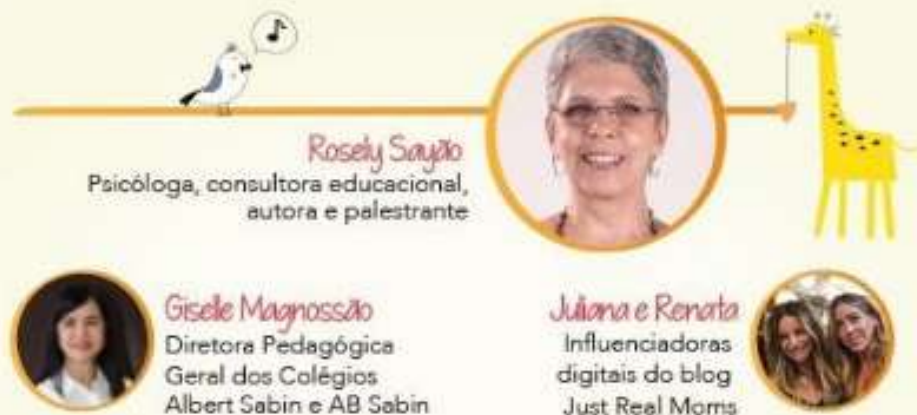 Rosely Sayão
Psicóloga, consultora educacional,
autora e palestrante
Giselle Magnossão
Diretora Pedagógica
Geral dos Colégios
Albert Sabin e AB Sabin
Juliana e Renata
Influenciadoras
digitais do blog
Just Real Moms